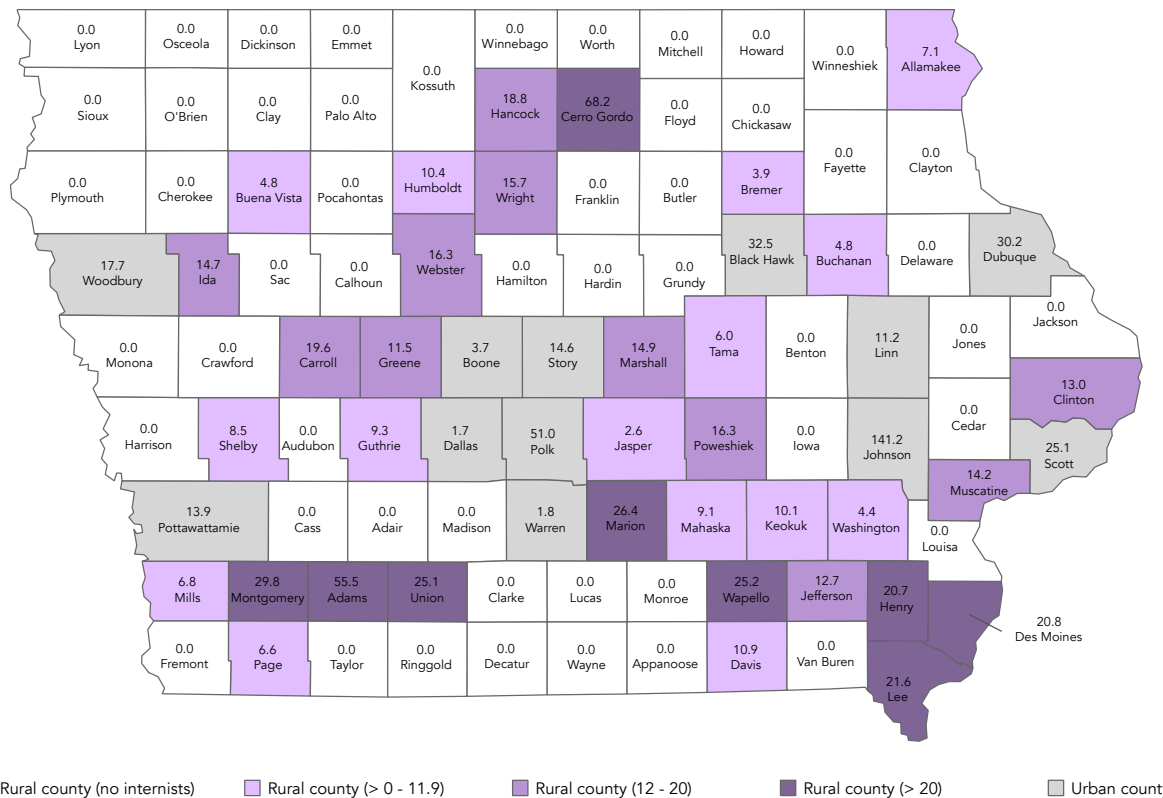 0.0
Lyon
0.0
Osceola
0.0
Dickinson
0.0
Emmet
0.0
Kossuth
0.0
Winnebago
0.0
Worth
0.0
Mitchell
0.0
Howard
0.0
Winneshiek
7.1
Allamakee
0.0
Sioux
0.0
O'Brien
0.0
Clay
0.0
Palo Alto
18.8
Hancock
68.2
Cerro Gordo
0.0
Floyd
0.0
Chickasaw
0.0
Plymouth
0.0
Cherokee
4.8
Buena Vista
0.0
Pocahontas
10.4
Humboldt
15.7
Wright
0.0
Franklin
0.0
Butler
3.9
Bremer
0.0
Fayette
0.0
Clayton
17.7
Woodbury
14.7
Ida
0.0
Sac
0.0
Calhoun
16.3
Webster
0.0
Hamilton
0.0
Hardin
0.0
Grundy
32.5
Black Hawk
4.8
Buchanan
0.0
Delaware
30.2
Dubuque
0.0
Monona
0.0
Crawford
19.6
Carroll
11.5
Greene
3.7
Boone
14.6
Story
14.9
Marshall
6.0
Tama
0.0
Benton
11.2
Linn
0.0
Jones
0.0
Jackson
0.0
Harrison
8.5
Shelby
0.0
Audubon
9.3
Guthrie
1.7
Dallas
51.0
Polk
2.6
Jasper
16.3
Poweshiek
0.0
Iowa
141.2
Johnson
0.0
Cedar
13.0
Clinton
25.1
Scott
14.2
Muscatine
13.9
Pottawattamie
0.0
Cass
0.0
Adair
0.0
Madison
1.8
Warren
26.4
Marion
9.1
Mahaska
10.1
Keokuk
4.4
Washington
0.0
Louisa
6.8
Mills
29.8
Montgomery
55.5
Adams
25.1
Union
0.0
Clarke
0.0
Lucas
0.0
Monroe
25.2
Wapello
12.7
Jefferson
20.7
Henry
20.8
Des Moines
0.0
Fremont
6.6
Page
0.0
Taylor
0.0
Ringgold
0.0
Decatur
0.0
Wayne
0.0
Appanoose
10.9
Davis
0.0
Van Buren
21.6
Lee
Rural county (no internists)
Rural county (> 0 - 11.9)
Rural county (12 - 20)
Rural county (> 20)
Urban count